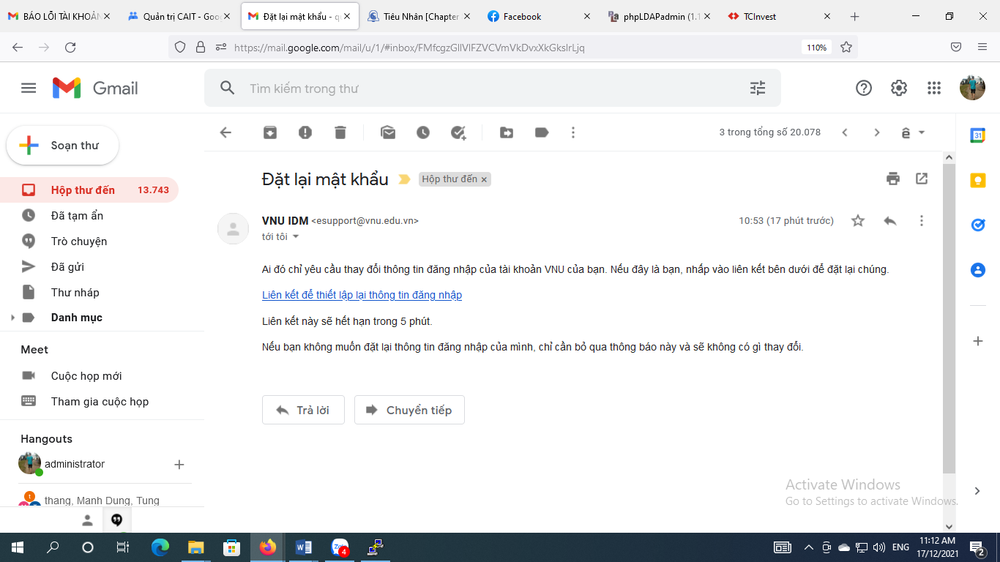 BÁO LỖI TÀI KHOẢN
Quản trị CAIT - Goo
Đặt lại mật khẩu - q
Tiêu Nhân [Chapter
Facebook
phpLDAPadmin (1.
TCInvest
https://mail.google.com/mail/u/1/#inbox/FMfcgzGllVlFZVCVmVkDvxXkGkslrLjq
110%
Gmail
Tìm kiếm trong thư
Soạn thư
3 trong tổng số 20.078
Hộp thư đến 13.743
Đã tạm ẩn
Trò chuyện
Đã gửi
Thư nháp
Danh mục
Meet
Cuộc họp mới
Tham gia cuộc họp
Hangouts
administrator
thang, Manh Dung, Tung
Đặt lại mật khẩu
Hộp thư đến ×
VNU IDM <esupport@vnu.edu.vn>
10:53 (17 phút trước)
tới tôi
Ai đó chỉ yêu cầu thay đổi thông tin đăng nhập của tài khoản VNU của bạn. Nếu đây là bạn, nhấp vào liên kết bên dưới để đặt lại chúng.
Liên kết để thiết lập lại thông tin đăng nhập
Liên kết này sẽ hết hạn trong 5 phút.
Nếu bạn không muốn đặt lại thông tin đăng nhập của mình, chỉ cần bỏ qua thông báo này và sẽ không có gì thay đổi.
Trả lời
Chuyển tiếp
Activate Windows
Go to Settings to activate Windows.
ENG
11:12 AM
17/12/2021